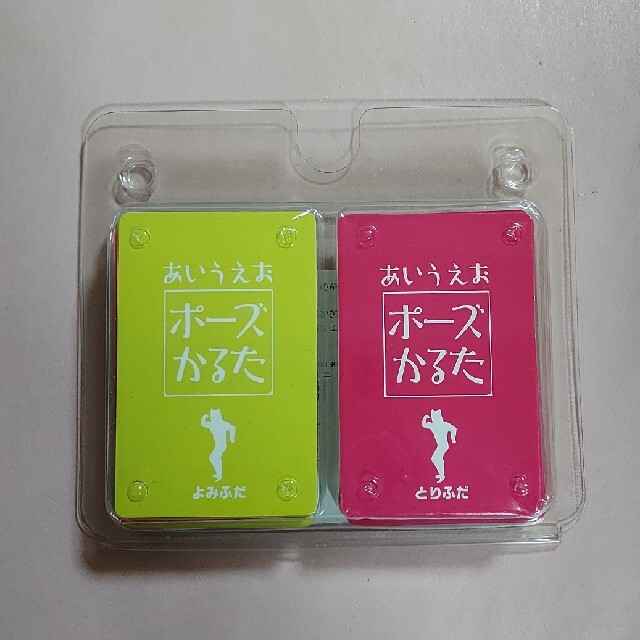 あいうえお
ポーズ
かるた
よみふだ
あいうえお
ポーズ
かるた
とりふだ